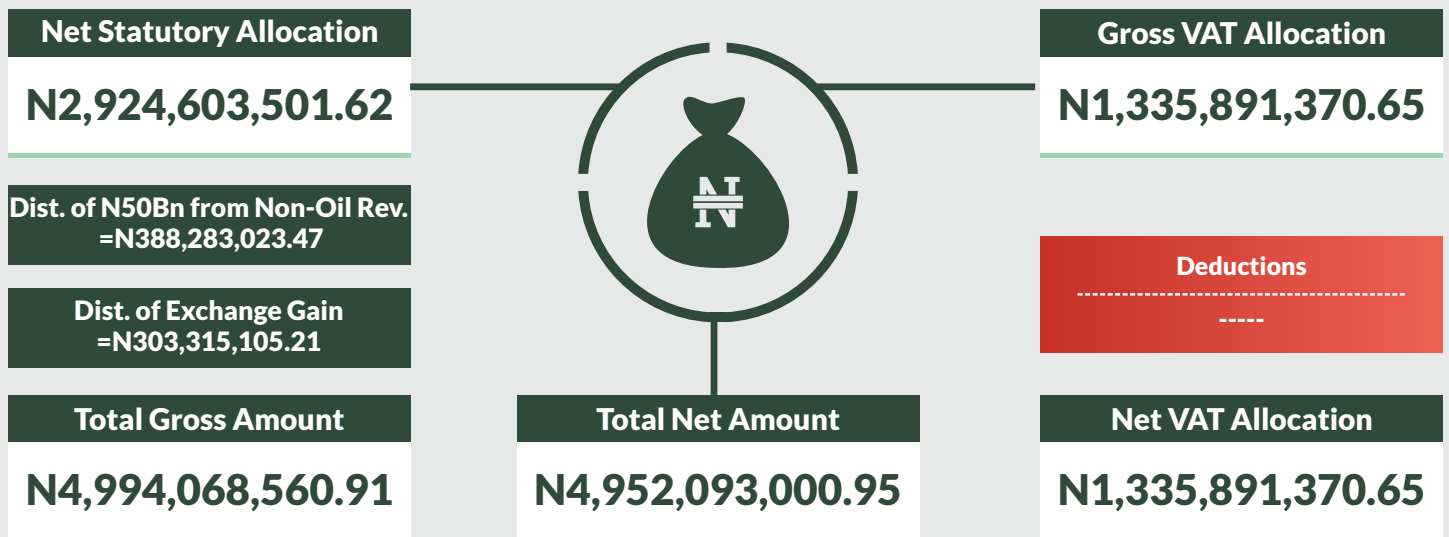 Net Statutory Allocation
N2,924,603,501.62
Dist. of N50Bn from Non-Oil Rev.
=N388,283,023.47
Dist. of Exchange Gain
=N303,315,105.21
Total Gross Amount
N4,994,068,560.91
₦
Total Net Amount
N4,952,093,000.95
Gross VAT Allocation
N1,335,891,370.65
Deductions
-----
Net VAT Allocation
N1,335,891,370.65